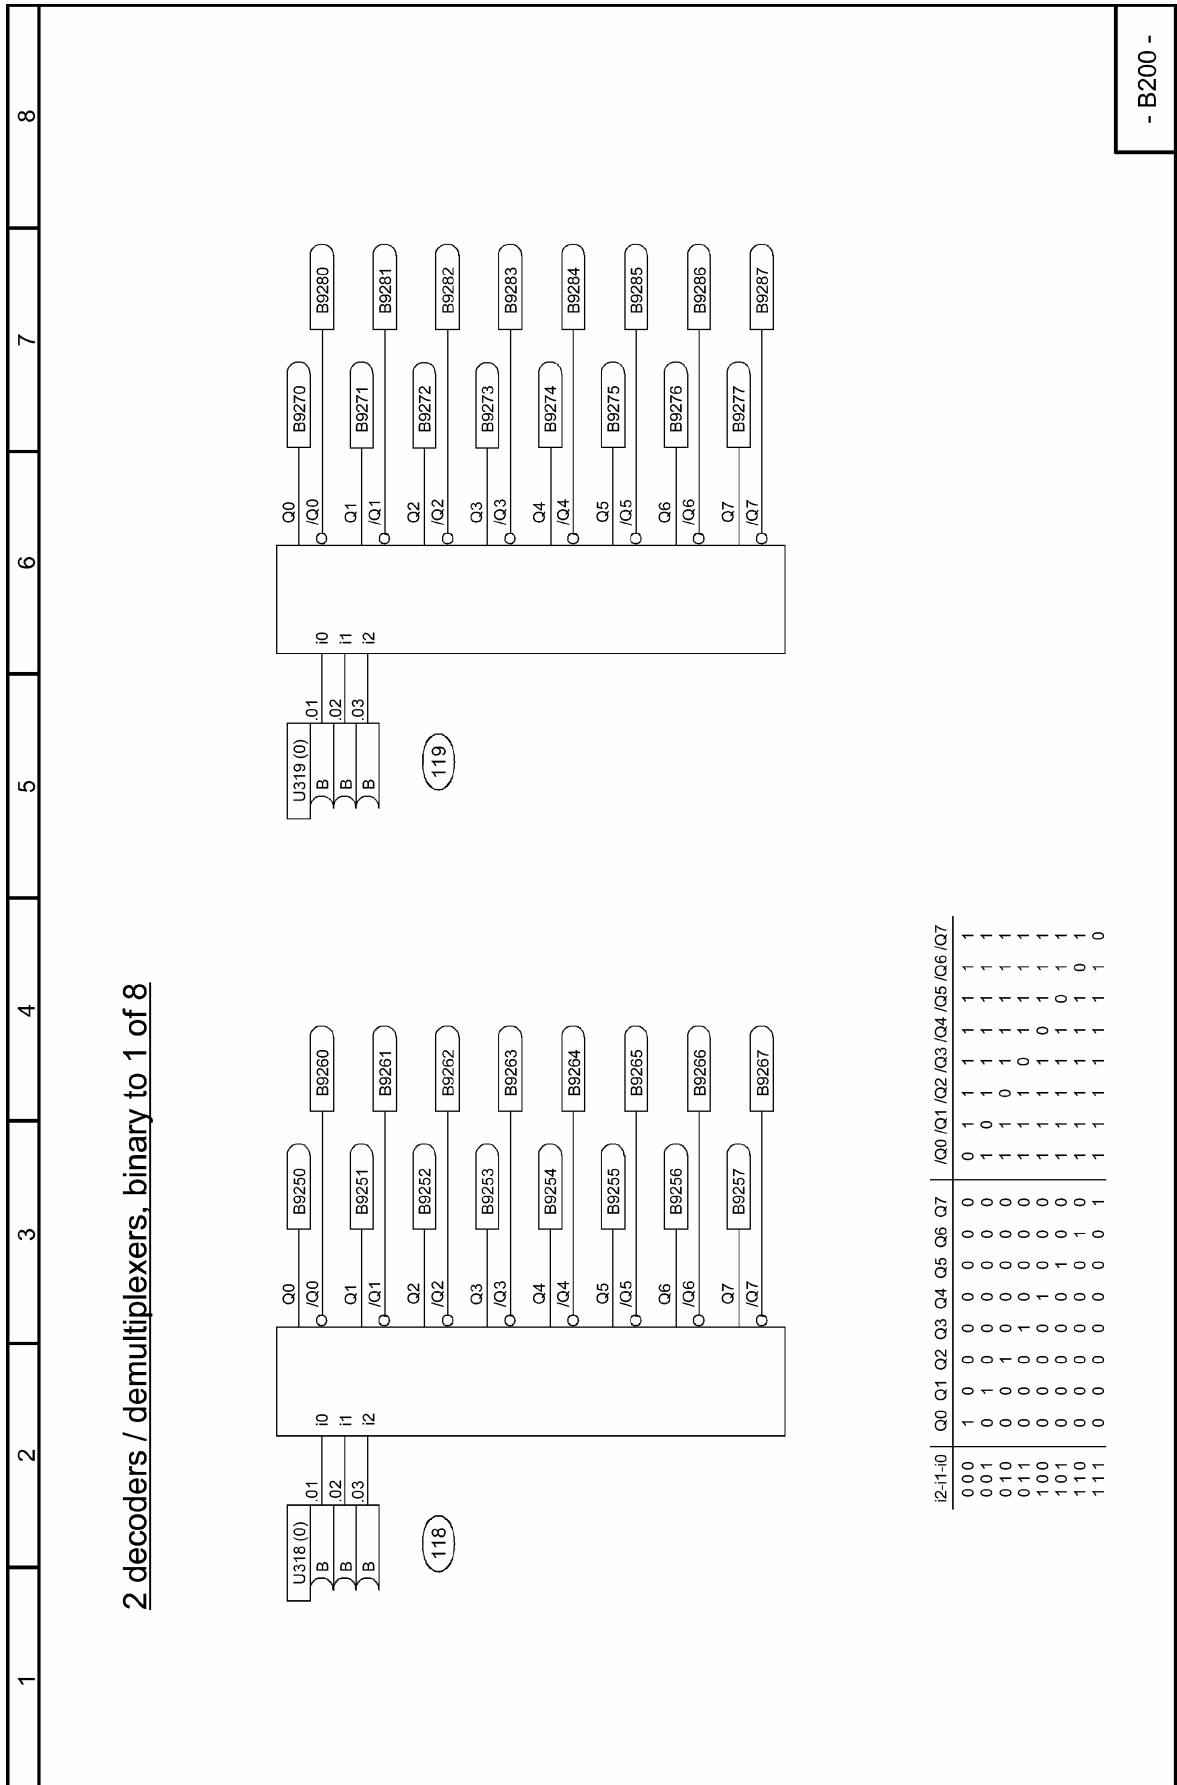 1 2 3 4 5 6 7 8
2 decoders / demultiplexers, binary to 1 of 8
U318 (0)
B .01 i0
B .02 i1
B .03 i2
118
Q0 B9250
/Q0 B9260
Q1 B9251
/Q1 B9261
Q2 B9252
/Q2 B9262
Q3 B9253
/Q3 B9263
Q4 B9254
/Q4 B9264
Q5 B9255
/Q5 B9265
Q6 B9256
/Q6 B9266
Q7 B9257
/Q7 B9267
U319 (0)
B .01 i0
B .02 i1
B .03 i2
119
Q0 B9270
/Q0 B9280
Q1 B9271
/Q1 B9281
Q2 B9272
/Q2 B9282
Q3 B9273
/Q3 B9283
Q4 B9274
/Q4 B9284
Q5 B9275
/Q5 B9285
Q6 B9276
/Q6 B9286
Q7 B9277
/Q7 B9287
i2-i1-i0 Q0 Q1 Q2 Q3 Q4 Q5 Q6 Q7 /Q0 /Q1 /Q2 /Q3 /Q4 /Q5 /Q6 /Q7
0 0 0 1 0 0 0 0 0 0 0 0 1 1 1 1 1 1 1
0 0 1 0 1 0 0 0 0 0 0 1 0 1 1 1 1 1 1
0 1 0 0 0 1 0 0 0 0 0 1 1 0 1 1 1 1 1
0 1 1 0 0 0 1 0 0 0 0 1 1 1 0 1 1 1 1
1 0 0 0 0 0 0 1 0 0 0 1 1 1 1 0 1 1 1
1 0 1 0 0 0 0 0 1 0 0 1 1 1 1 1 0 1 1
1 1 0 0 0 0 0 0 0 1 0 1 1 1 1 1 1 0 1
1 1 1 0 0 0 0 0 0 0 1 1 1 1 1 1 1 1 0
- B200 -